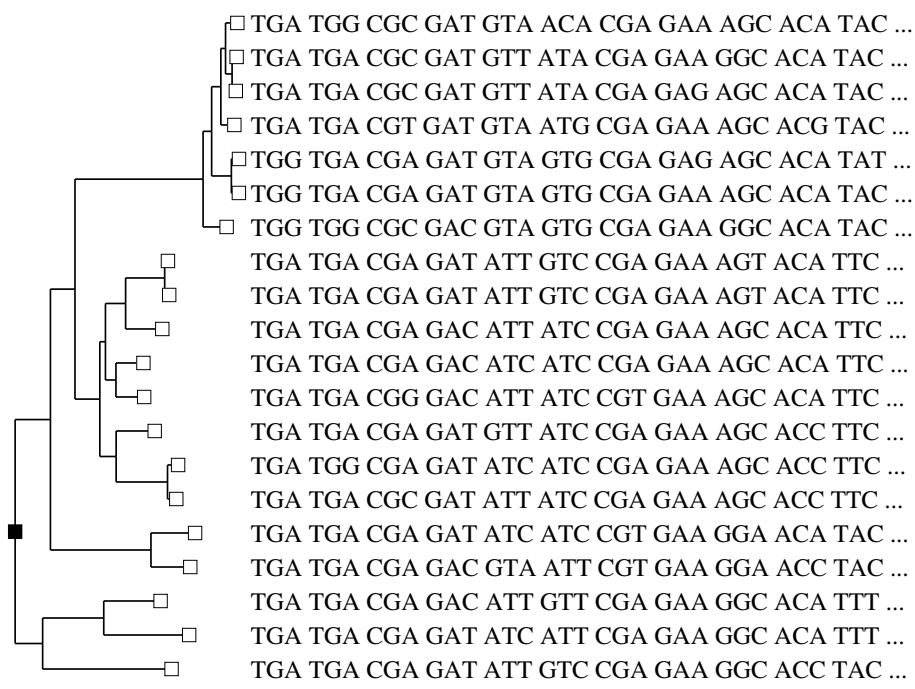 TGA TGG CGC GAT GTA ACA CGA GAA AGC ACA TAC ...
TGA TGA CGC GAT GTT ATA CGA GAA GGC ACA TAC ...
TGA TGA CGC GAT GTT ATA CGA GAG AGC ACA TAC ...
TGA TGA CGT GAT GTA ATG CGA GAA AGC ACG TAC ...
TGG TGA CGA GAT GTA GTG CGA GAG AGC ACA TAT ...
TGG TGA CGA GAT GTA GTG CGA GAA AGC ACA TAC ...
TGG TGG CGC GAC GTA GTG CGA GAA GGC ACA TAC ...
TGA TGA CGA GAT ATT GTC CGA GAA AGT ACA TTC ...
TGA TGA CGA GAT ATT GTC CGA GAA AGT ACA TTC ...
TGA TGA CGA GAC ATT ATC CGA GAA AGC ACA TTC ...
TGA TGA CGA GAC ATC ATC CGA GAA AGC ACA TTC ...
TGA TGA CGG GAC ATT ATC CGT GAA AGC ACA TTC ...
TGA TGA CGA GAT GTT ATC CGA GAA AGC ACC TTC ...
TGA TGG CGA GAT ATC ATC CGA GAA AGC ACC TTC ...
TGA TGA CGC GAT ATT ATC CGA GAA AGC ACC TTC ...
TGA TGA CGA GAT ATC ATC CGT GAA GGA ACA TAC ...
TGA TGA CGA GAC GTA ATT CGT GAA GGA ACC TAC ...
TGA TGA CGA GAC ATT GTT CGA GAA GGC ACA TTT ...
TGA TGA CGA GAT ATC ATT CGA GAA GGC ACA TTT ...
TGA TGA CGA GAT ATT GTC CGA GAA GGC ACC TAC ...